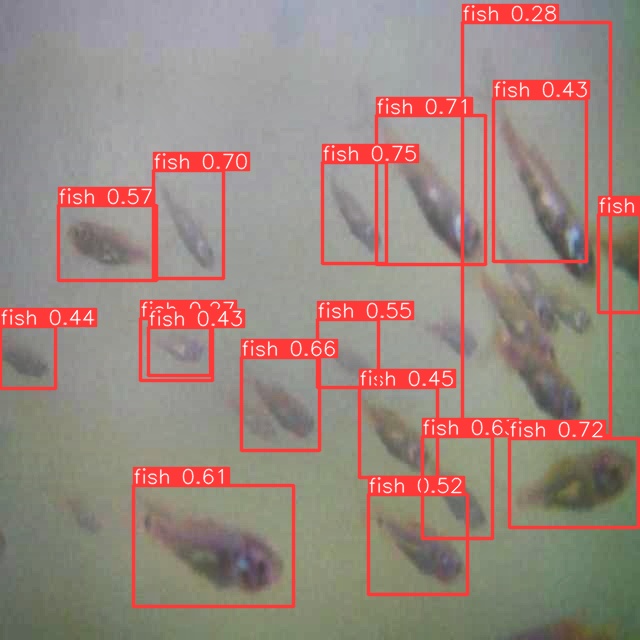 fish 0.28
fish 0.43
fish 0.71
fish 0.75
fish 0.70
fish 0.57
fish
fish 0.44
fish 0.43
fish 0.55
fish 0.66
fish 0.45
fish 0.72
fish 0.61
fish 0.52